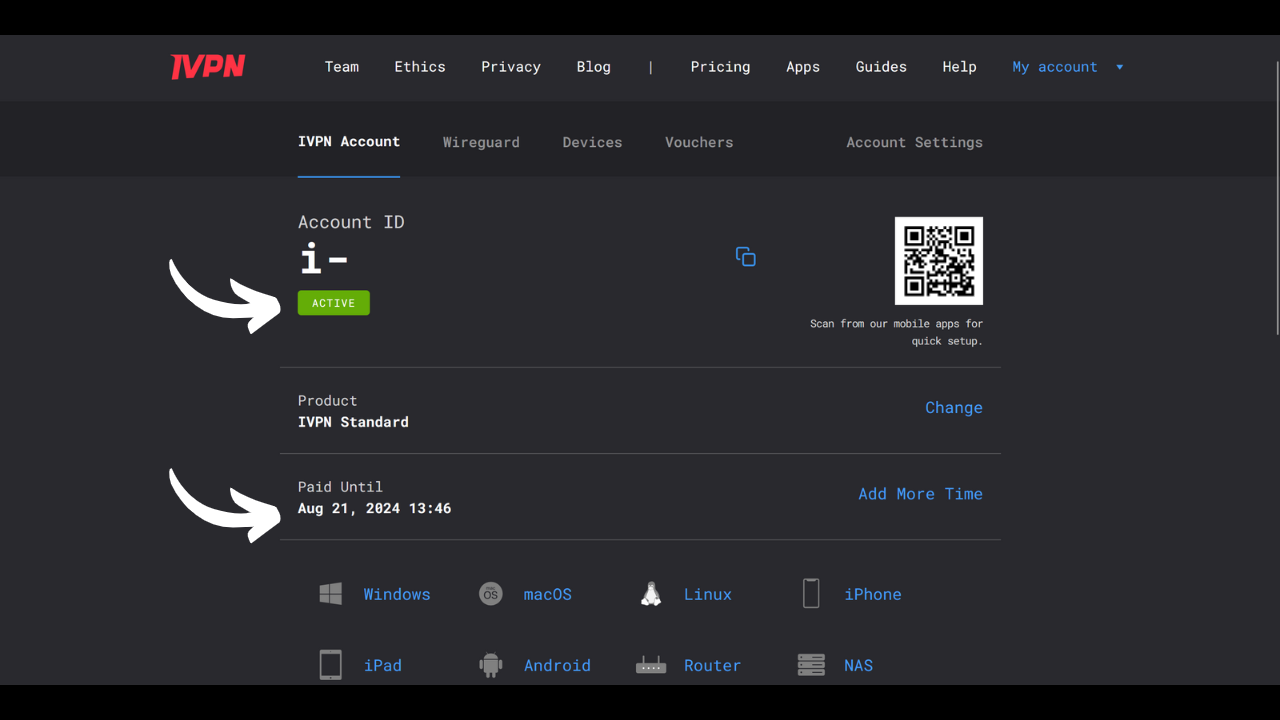 IVPN
Team Ethics Privacy Blog | Pricing Apps Guides Help My account
IVPN Account Wireguard Devices Vouchers Account Settings
Account ID
i-
ACTIVE
Scan from our mobile apps for
quick setup.
Product
IVPN Standard
Change
Paid Until
Aug 21, 2024 13:46
Add More Time
Windows macOS Linux iPhone
iPad Android Router NAS